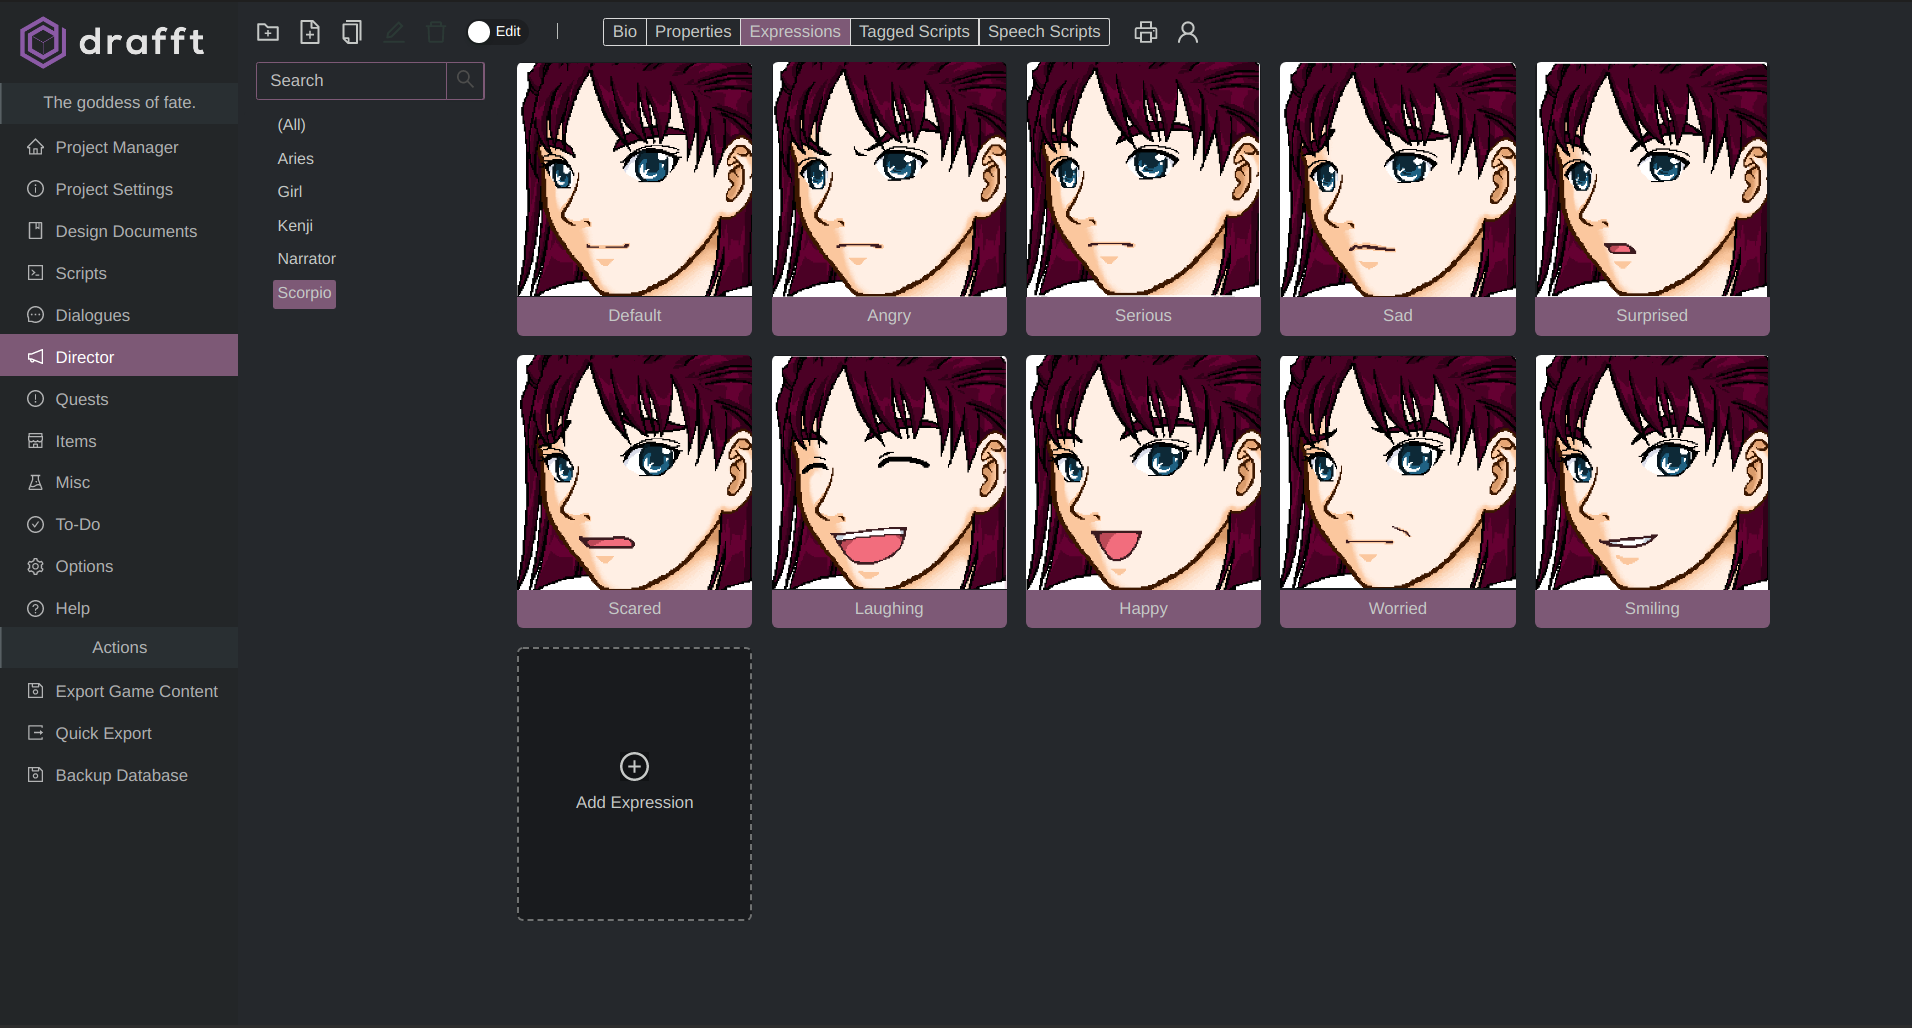 drafft
The goddess of fate.
Project Manager
Project Settings
Design Documents
Scripts
Dialogues
Director
Quests
Items
Misc
To-Do
Options
Help
Actions
Export Game Content
Quick Export
Backup Database
Edit
Bio Properties Expressions Tagged Scripts Speech Scripts
Search
(All)
Aries
Girl
Kenji
Narrator
Scorpio
Default Angry Serious Sad Surprised
Scared Laughing Happy Worried Smiling
Add Expression